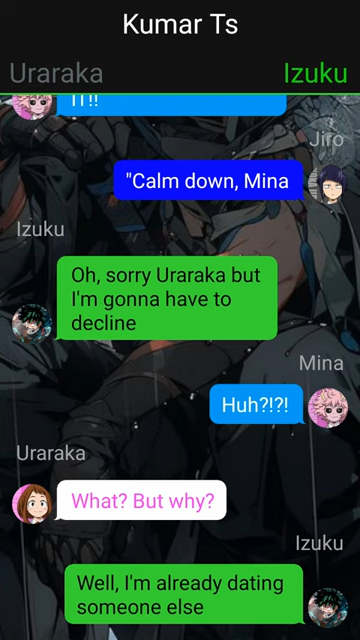 Kumar Ts
Uraraka
Izuku
IT!!
Jiro
"Calm down, Mina
Izuku
Oh, sorry Uraraka but
I'm gonna have to
decline
Mina
Huh?!?!
Uraraka
What? But why?
Izuku
Well, I'm already dating
someone else